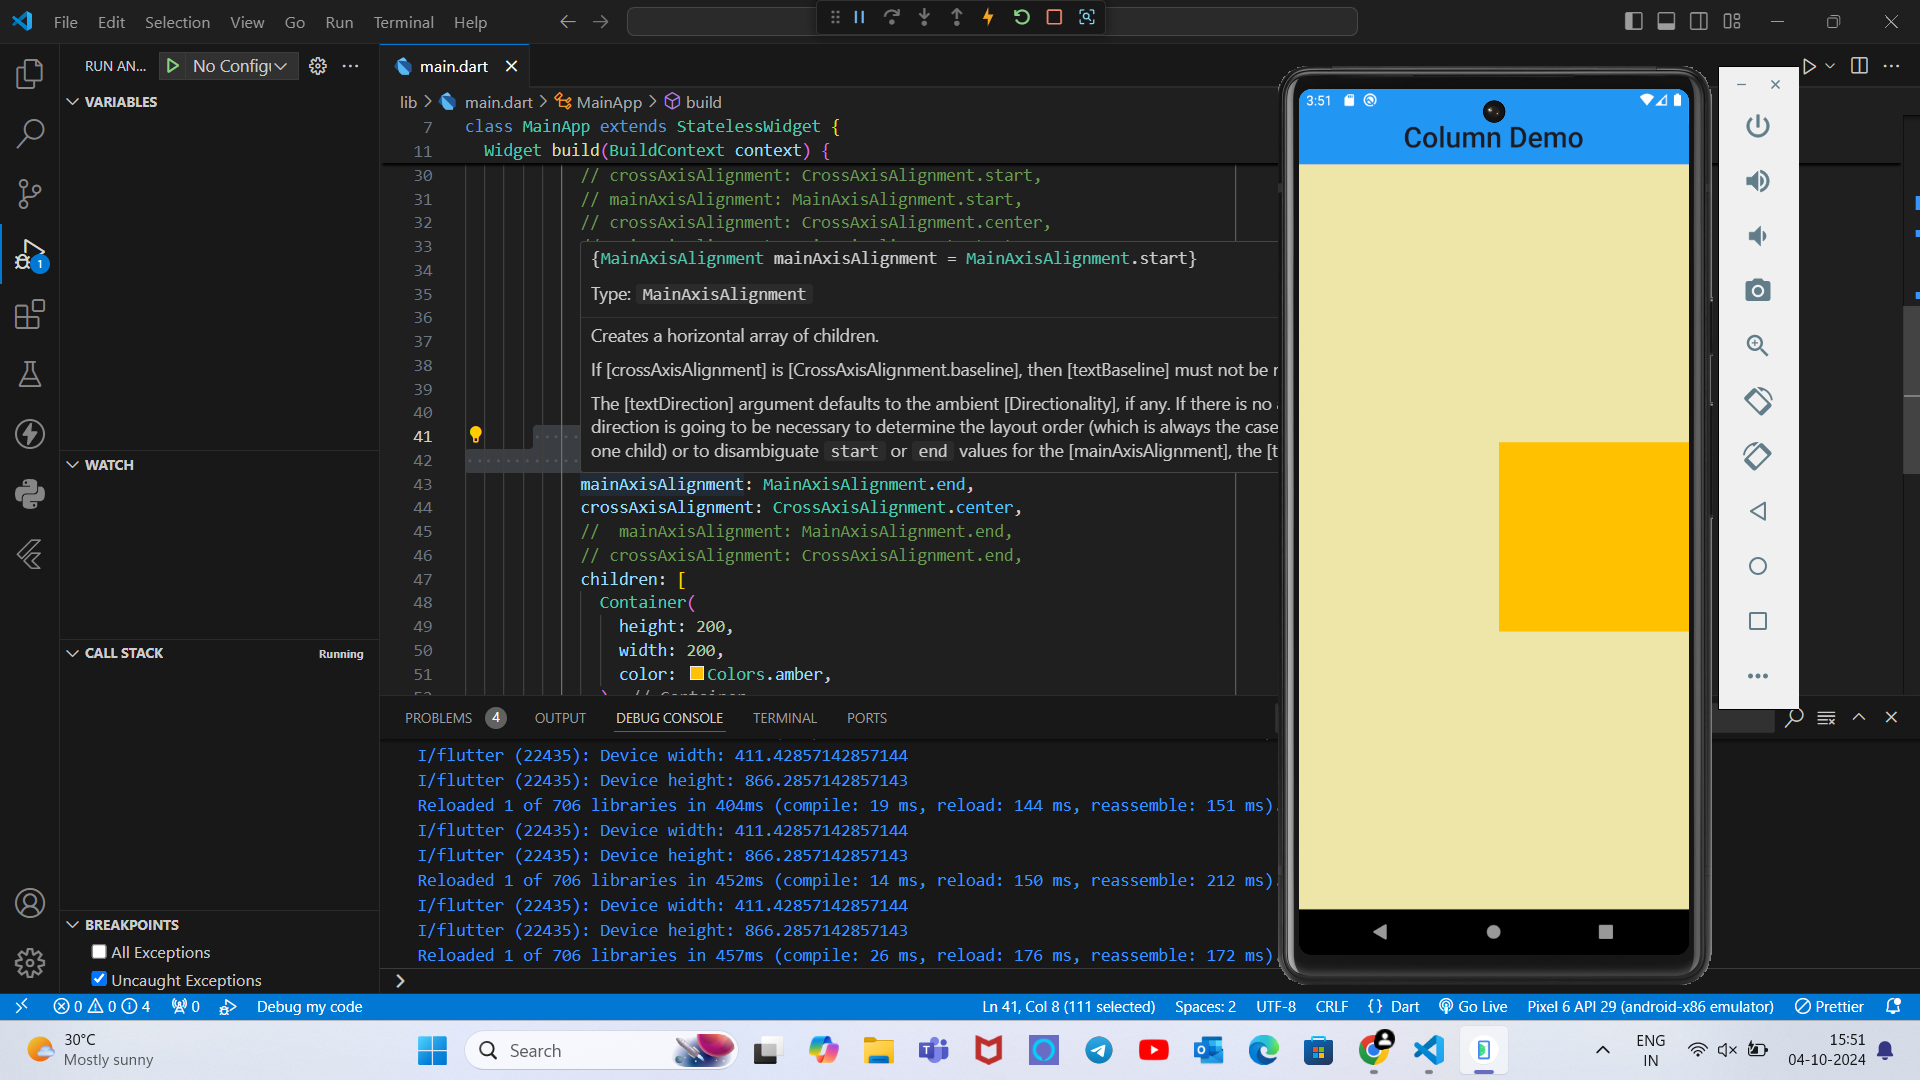 File Edit Selection View Go Run Terminal Help
RUN AN... No Config
main.dart
VARIABLES
lib > main.dart > MainApp > build
7 class MainApp extends StatelessWidget {
11 Widget build(BuildContext context) {
30 // crossAxisAlignment: CrossAxisAlignment.start,
31 // mainAxisAlignment: MainAxisAlignment.start,
32 // crossAxisAlignment: CrossAxisAlignment.center,
33
34
35
36
37
38
39
40
41
42
{MainAxisAlignment mainAxisAlignment = MainAxisAlignment.start}
Type: MainAxisAlignment
Creates a horizontal array of children.
If [crossAxisAlignment] is [CrossAxisAlignment.baseline], then [textBaseline] must not be
The [textDirection] argument defaults to the ambient [Directionality], if any. If there is no
direction is going to be necessary to determine the layout order (which is always the case
one child) or to disambiguate start or end values for the [mainAxisAlignment], the
43 mainAxisAlignment: MainAxisAlignment.end,
44 crossAxisAlignment: CrossAxisAlignment.center,
45 // mainAxisAlignment: MainAxisAlignment.end,
46 // crossAxisAlignment: CrossAxisAlignment.end,
47 children: [
48 Container(
49 height: 200,
50 width: 200,
51 color: Colors.amber,
WATCH
CALL STACK Running
BREAKPOINTS
All Exceptions
Uncaught Exceptions
1
PROBLEMS 4 OUTPUT DEBUG CONSOLE TERMINAL PORTS
I/flutter (22435): Device width: 411.42857142857144
I/flutter (22435): Device height: 866.2857142857143
Reloaded 1 of 706 libraries in 404ms (compile: 19 ms, reload: 144 ms, reassemble: 151 ms).
I/flutter (22435): Device width: 411.42857142857144
I/flutter (22435): Device height: 866.2857142857143
Reloaded 1 of 706 libraries in 452ms (compile: 14 ms, reload: 150 ms, reassemble: 212 ms).
I/flutter (22435): Device width: 411.42857142857144
I/flutter (22435): Device height: 866.2857142857143
Reloaded 1 of 706 libraries in 457ms (compile: 26 ms, reload: 176 ms, reassemble: 172 ms)
3:51
Column Demo
0 0 4 0 Debug my code Ln 41, Col 8 (111 selected) Spaces: 2 UTF-8 CRLF {} Dart Go Live Pixel 6 API 29 (android-x86 emulator) Prettier
30°C
Mostly sunny
Search
ENG
IN
15:51
04-10-2024